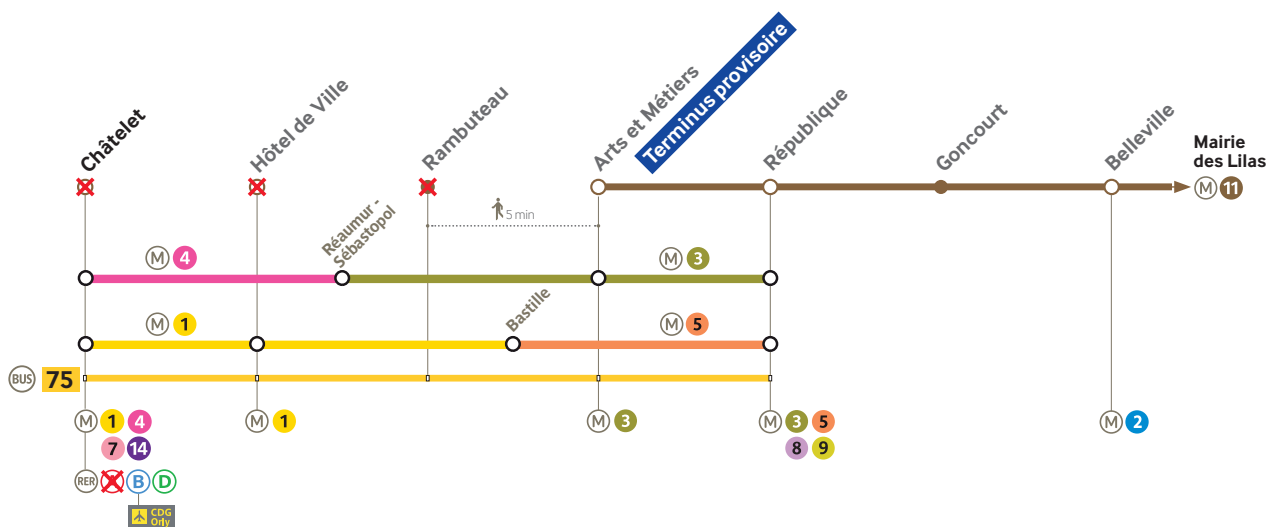 Châtelet
Hôtel de Ville
Rambuteau
Arts et Métiers
Terminus provisoire
République
Goncourt
Belleville
Mairie
des Lilas
M 11
5 min
Réaumur -
Sébastopol
M 4
M 3
Bastille
M 1
M 5
BUS 75
M 1 4
7 14
RER A B D
CDG
Orly
M 1
M 3
M 3 5
8 9
M 2